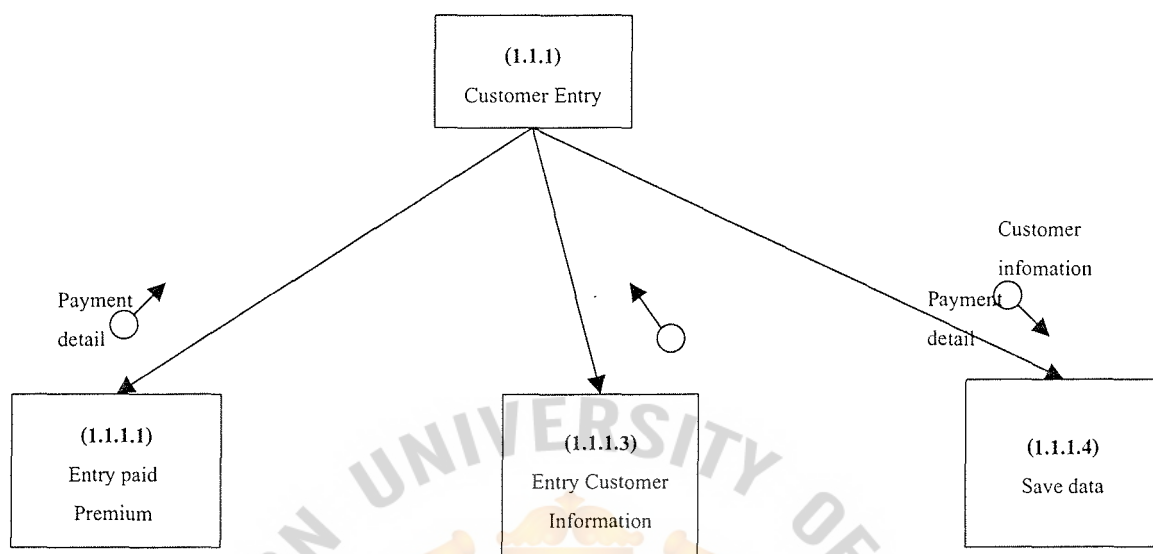 (1.1.1)
Customer Entry
Payment
detail
Customer
infomation
Payment
detail
(1.1.1.1)
Entry paid
Premium
(1.1.1.3)
Entry Customer
Information
(1.1.1.4)
Save data
UNIVERSITY OF